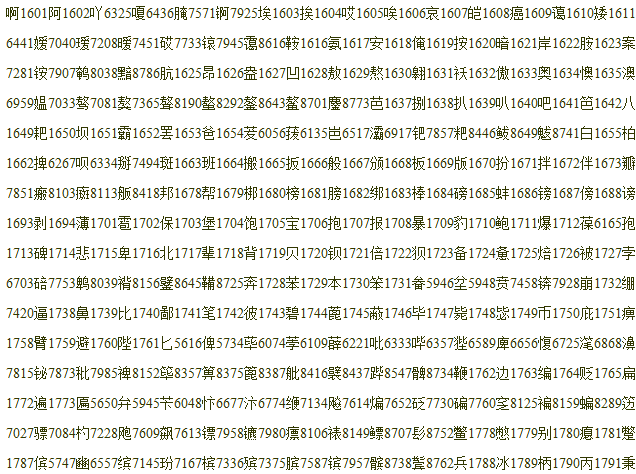 啊1601阿1602吖6325嗄6436腌7571锕7925埃1603挨1604哎1605唉1606哀1607皑1608癌1609蔼1610矮1611
6441嫒7040瑷7208暧7451砹7733锿7945霭8616鞍1616氨1617安1618俺1619按1620暗1621岸1622胺1623案
7281铵7907鹌8038黯8786肮1625昂1626盎1627凹1628敖1629熬1630翱1631袄1632傲1633奥1634懊1635澳
6959媪7033骜7081獒7365聱8190螯8292鏊8643鳌8701鏖8773芭1637捌1638扒1639叭1640吧1640笆1642八
1649耙1650坝1651霸1652罢1653爸1654茇6056菝6135岜6517灞6917钯7857粑8446鲅8649魃8741白1655柏
1662捭6267呗6334掰7494斑1663班1664搬1665扳1666般1667颁1668板1669版1670扮1671拌1672伴1673瓣
7851瘢8103癍8113舨8418邦1678帮1679梆1680榜1681膀1682绑1683棒1684磅1685蚌1686镑1687傍1688谤
1693剥1694薄1701雹1702保1703堡1704饱1705宝1706抱1707报1708暴1709豹1710鲍1711爆1712葆6165孢
1713碑1714悲1715卑1716北1717辈1718背1719贝1720钡1721倍1722狈1723备1724惫1725焙1726被1727孛
6703碚7753鹎8039褙8156鐾8645鞴8725奔1728苯1729本1730笨1731畚5946坌5948贲7458锛7928崩1732绷
7420逼1738鼻1739比1740鄙1741笔1742彼1743碧1744蓖1745蔽1746毕1747毙1748毖1749币1750庇1751痹
1758臂1759避1760陛1761匕5616俾5734荜6074荸6109薜6221吡6333哔6357狴6589庳6656愎6725滗6868濞
7815铋7873秕7985裨8152筚8357箅8375篦8387舭8416襞8437跸8547髀8734鞭1762边1763编1764贬1765扁
1772遍1773匾5650弁5945苄6048忭6677汴6774缏7134飚7614煸7652砭7730碥7760窆8125褊8159蝙8289笾
7027骠7084杓7228飑7609飙7613镖7958镳7980瘭8106裱8149鳔8707髟8752鳖1778憋1779别1780瘪1781蹩
1787傧5747豳6557缤7145玢7167槟7336殡7375膑7587镔7957髌8738鬓8762兵1788冰1789柄1790丙1791秉